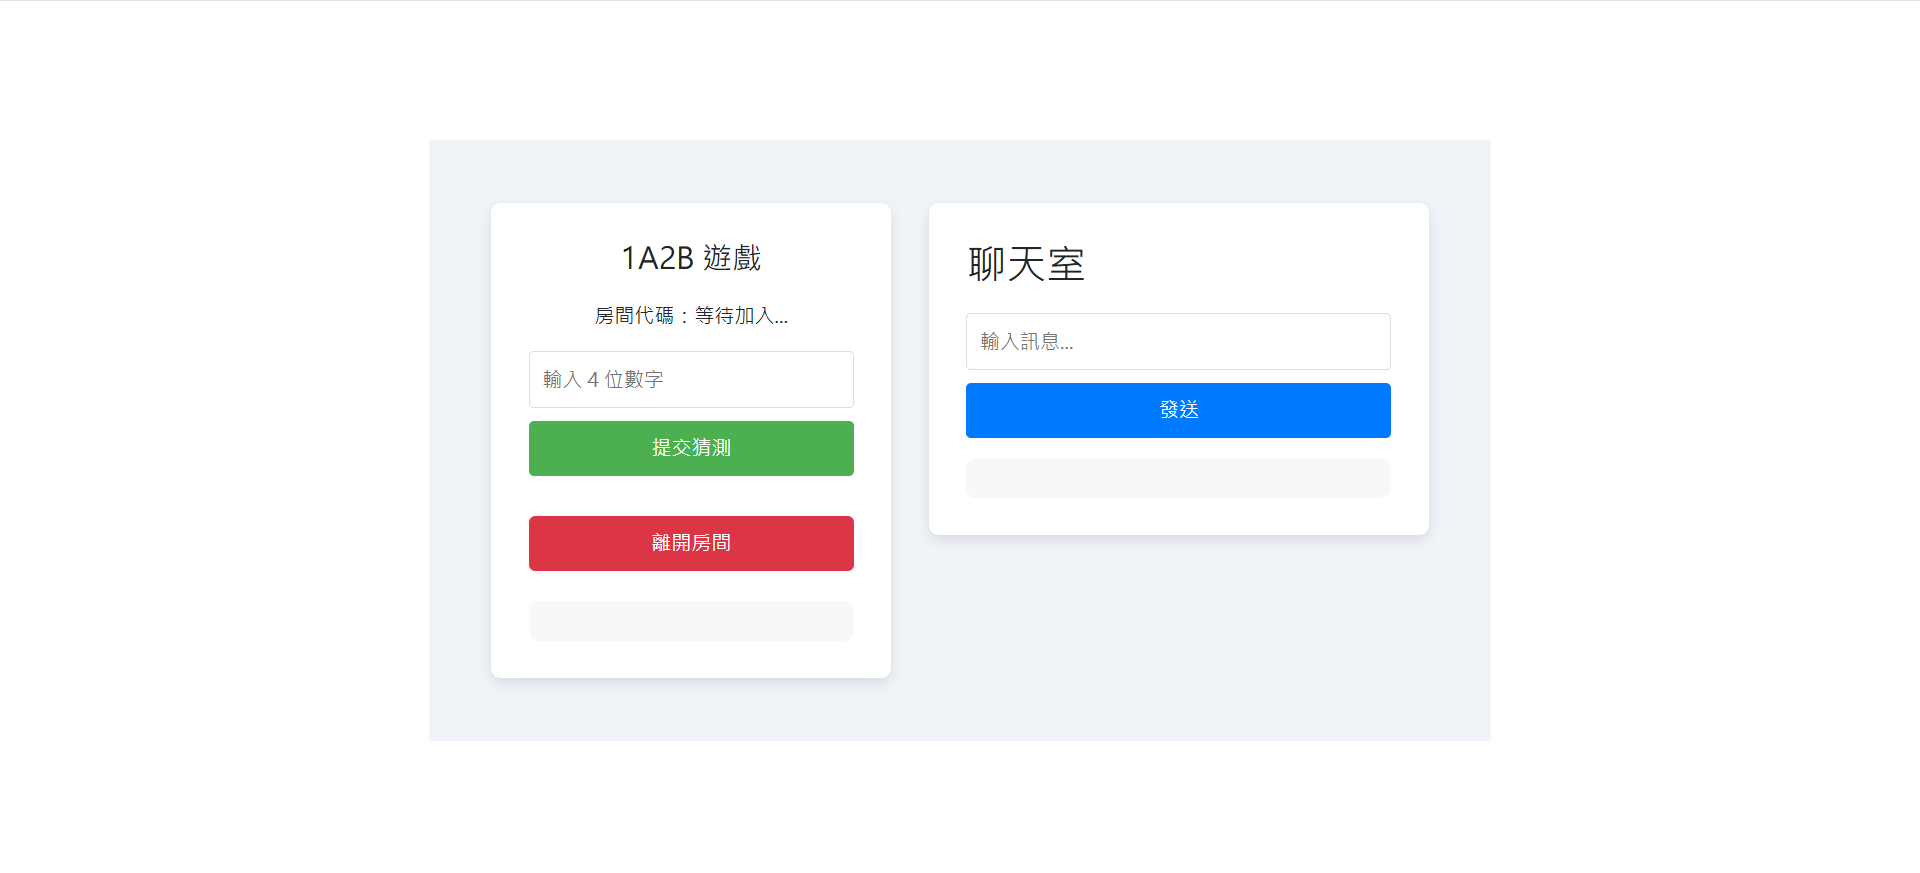 1A2B 遊戲
房間代碼：等待加入...
輸入 4 位數字
提交猜測
離開房間
聊天室
輸入訊息...
發送